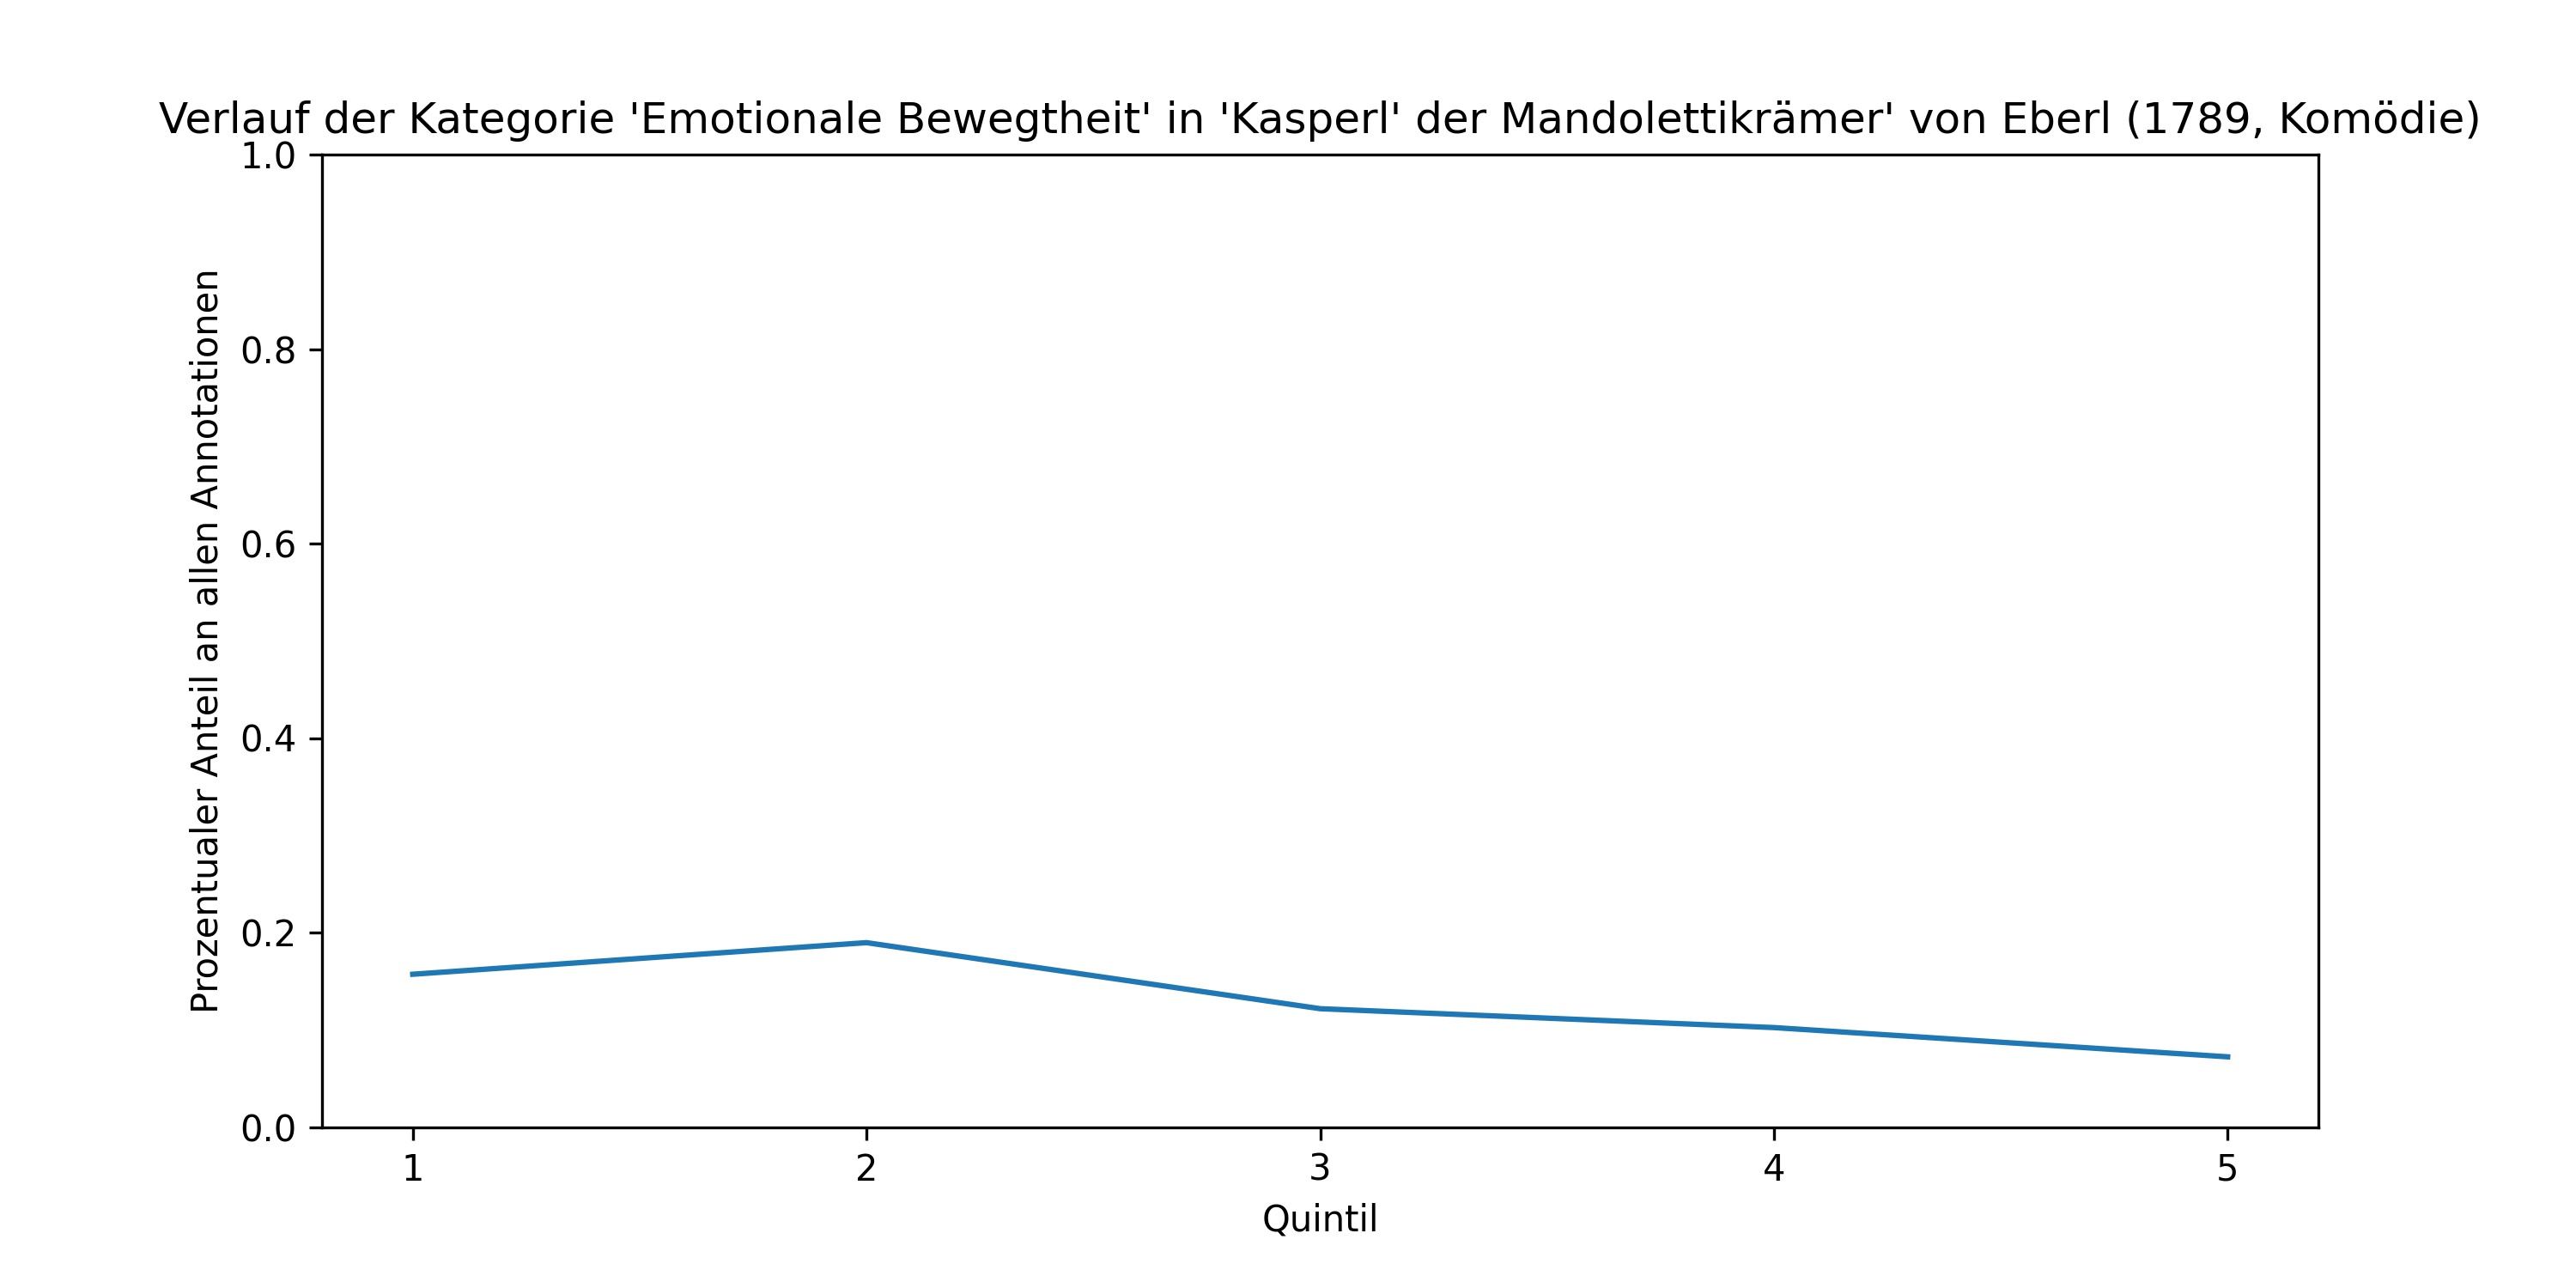 Verlauf der Kategorie 'Emotionale Bewegtheit' in 'Kasperl' der Mandolettikrämer' von Eberl (1789, Komödie)
Prozentualer Anteil an allen Annotationen
1.0
0.8
0.6
0.4
0.2
0.0
1 2 3 4 5
Quintil